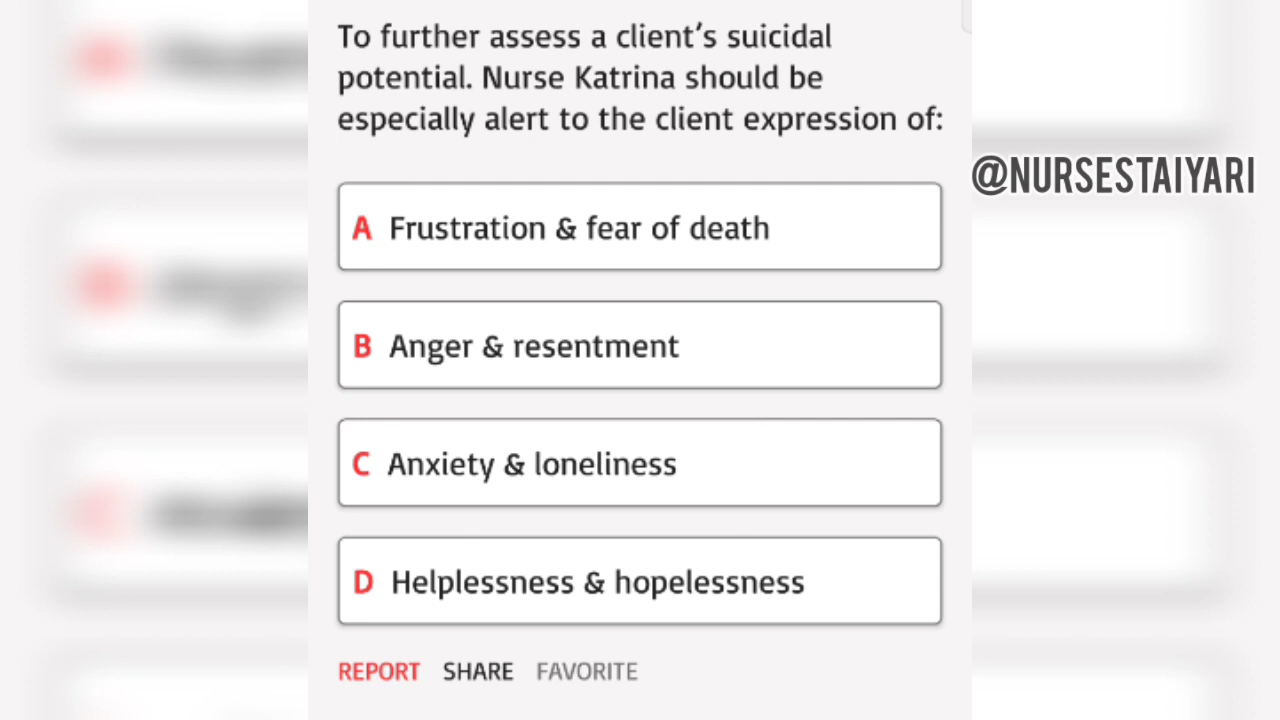 To further assess a client’s suicidal
potential. Nurse Katrina should be
especially alert to the client expression of:
@NURSESTAIYARI
A Frustration & fear of death
B Anger & resentment
C Anxiety & loneliness
D Helplessness & hopelessness
REPORT SHARE FAVORITE